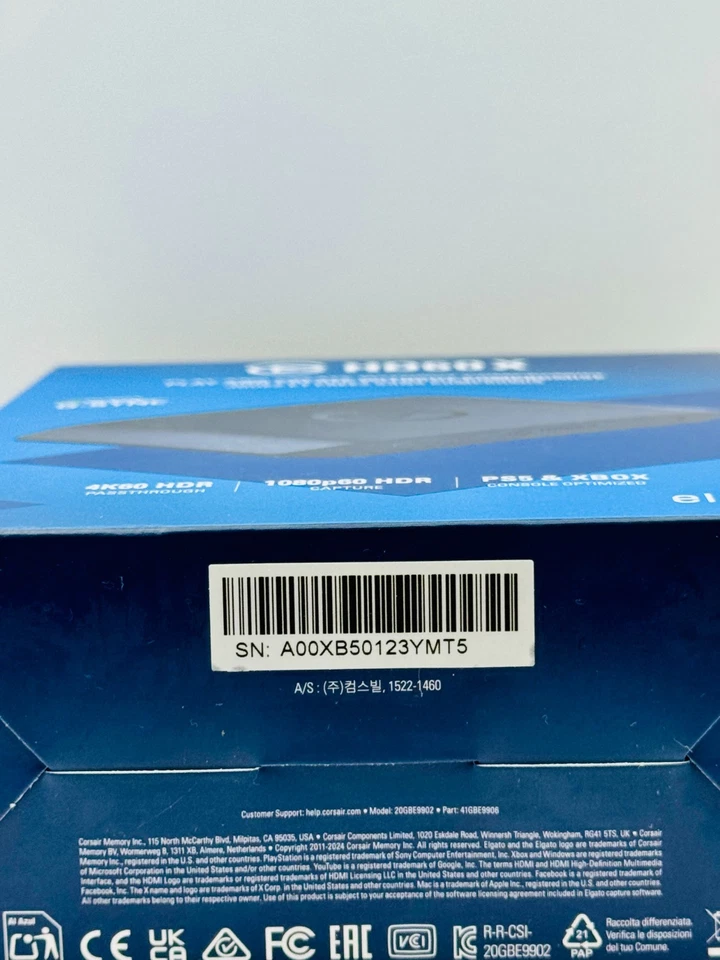 HD60 X
4K60 HDR | 1080p60 HDR | PS5 & XBOX
PASSTHROUGH CAPTURE CONSOLE OPTIMIZED
el
SN: A00XB50123YMT5
A/S : (주)컴스빌, 1522-1460
Customer Support: help.corsair.com • Model: 20GBE9902 • Part: 41GBE9906
Corsair Memory Inc., 115 North McCarthy Blvd, Milpitas, CA 95035, USA • Corsair Components Limited, 1020 Eskdale Road, Winnersh Triangle, Wokingham, RG41 5TS, UK • Corsair
Memory BV, Wormerweg 8, 1311 XB, Almere, Netherlands • Copyright 2011-2024 Corsair Memory Inc. All rights reserved. Elgato and the Elgato logo are trademarks of Corsair
Memory Inc., registered in the U.S. and other countries. PlayStation is a registered trademark of Sony Computer Entertainment, Inc. Xbox and Windows are registered trademarks
of Microsoft Corporation in the United States and/or other countries. YouTube is a registered trademark of Google, Inc. The terms HDMI and HDMI High-Definition Multimedia
Interface, and the HDMI Logo are trademarks or registered trademarks of HDMI Licensing LLC in the United States and other countries. Facebook is a registered trademark of
Facebook, Inc. The X name and logo are trademarks of X Corp. in the United States and other countries. Mac is a trademark of Apple Inc., registered in the U.S. and other countries.
All other trademarks belong to their respective owner. Use of this product is subject to your acceptance of the software licensing agreement included in Elgato capture software.
Al Azul
CE UK CA FC EAC VCI R-R-CSI-
20GBE9902
21
PAP
Raccolta differenziata.
Verifica le disposizioni
del tuo Comune.